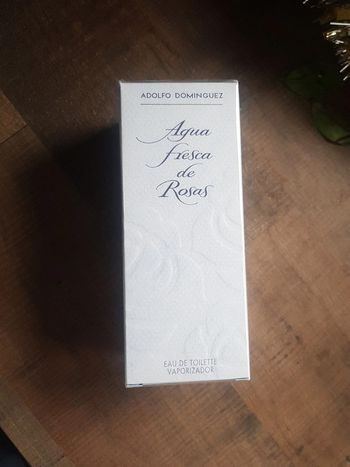 ADOLFO DOMINGUEZ
Agua
fresca
de
Rosas
EAU DE TOILETTE
VAPORIZADOR